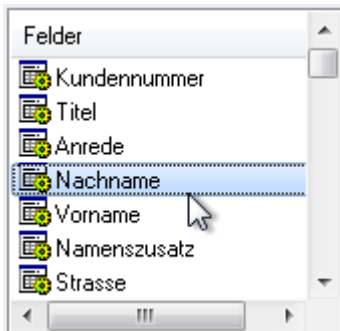 Felder
Kundennummer
Titel
Anrede
Nachname
Vorname
Namenszusatz
Strasse